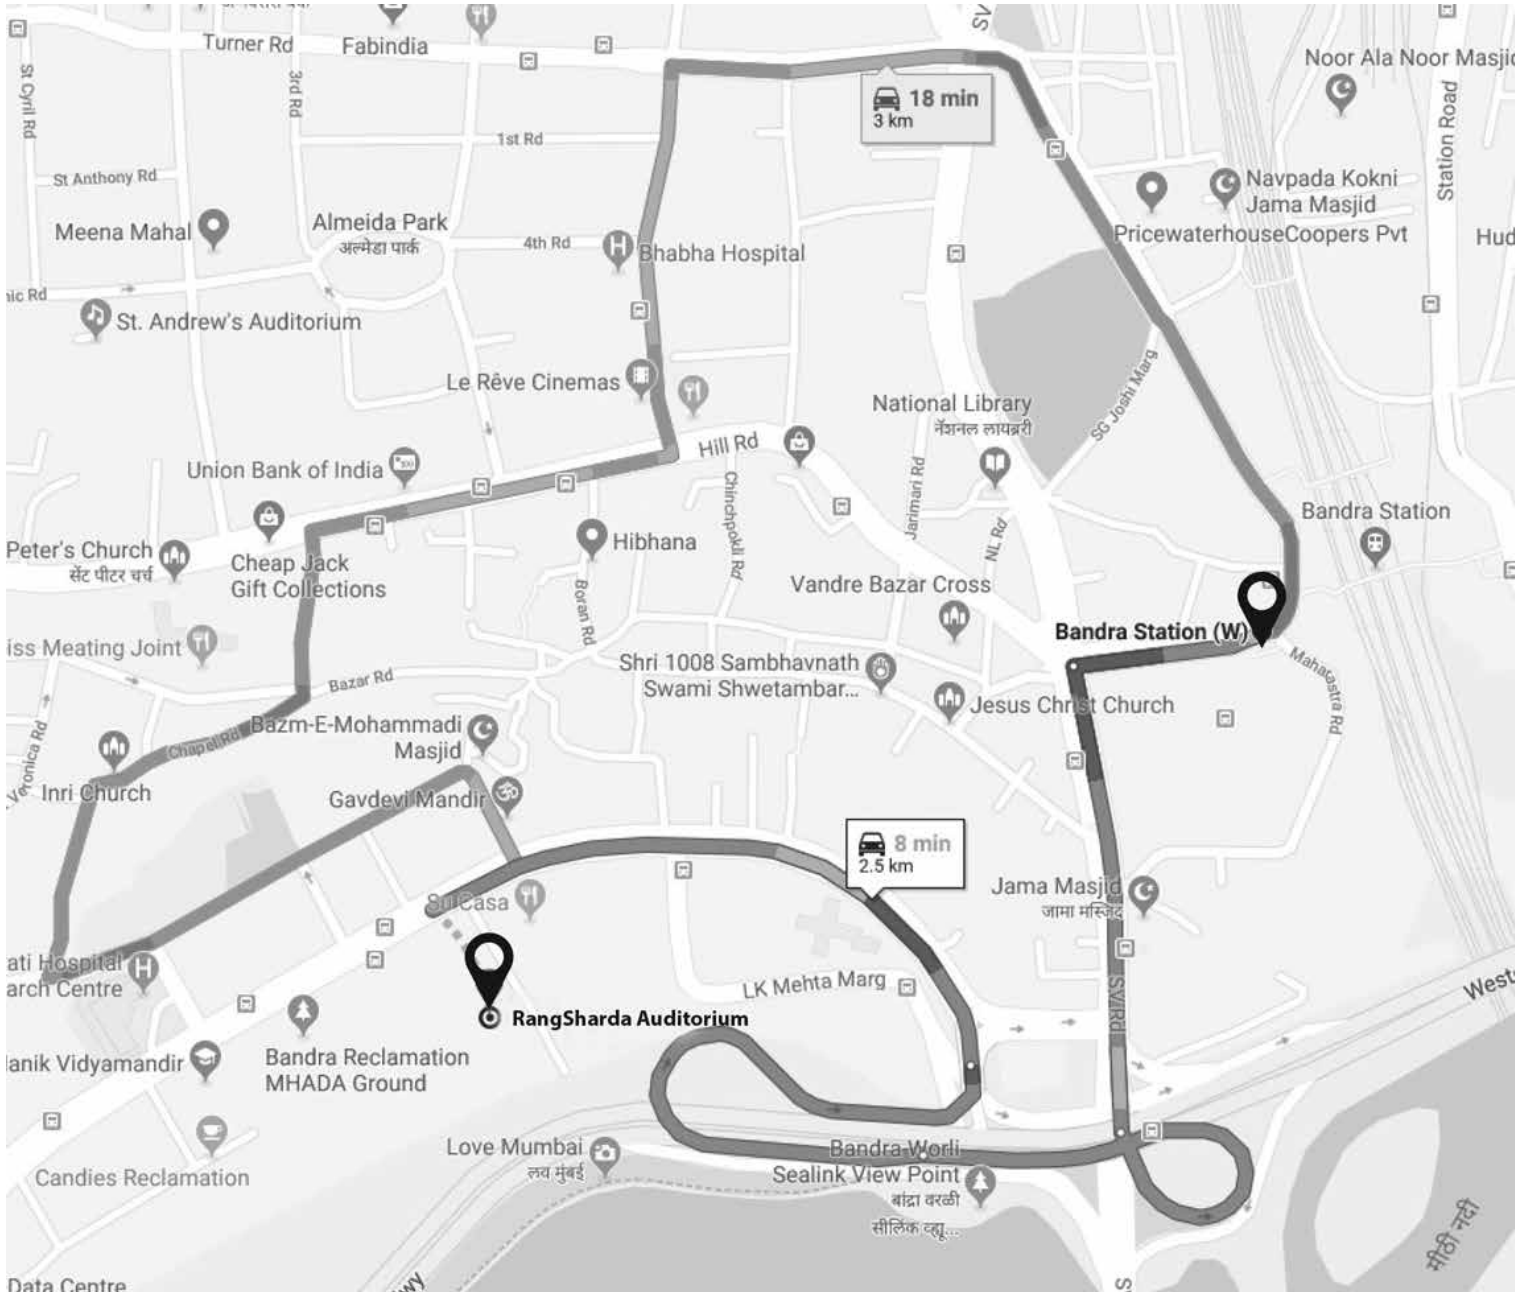 Turner Rd
Fabindia
SV
Noor Ala Noor Masjid
St Cyril Rd
3rd Rd
18 min
3 km
1st Rd
Station Road
St Anthony Rd
Navpada Kokni
Jama Masjid
Meena Mahal
Almeida Park
अल्मेडा पार्क
4th Rd
Bhabha Hospital
PricewaterhouseCoopers Pvt
Hud
nic Rd
St. Andrew's Auditorium
Le Rêve Cinemas
SG Joshi Marg
National Library
नॅशनल लायब्ररी
Hill Rd
Union Bank of India
Chinchpokli Rd
Jarimari Rd
NL Rd
Bandra Station
Peter's Church
सेंट पीटर चर्च
Cheap Jack
Gift Collections
Hibhana
Boran Rd
Vandre Bazar Cross
Bandra Station (W)
iss Meating Joint
Shri 1008 Sambhavnath
Swami Shwetambar...
Maharastra Rd
Bazar Rd
Jesus Christ Church
Veronica Rd
Chapel Rd
Bazm-E-Mohammadi
Masjid
Inri Church
Gavdevi Mandir
8 min
2.5 km
Su Casa
Jama Masjid
जामा मस्जिद
ati Hospital
arch Centre
LK Mehta Marg
SV Rd
West
RangSharda Auditorium
anik Vidyamandir
Bandra Reclamation
MHADA Ground
Love Mumbai
लव मुंबई
Bandra Worli
Sealink View Point
बांद्रा वरळी
सीलिंक व्ह्यू...
Candies Reclamation
मीठी नदी
Data Centre
wy
S